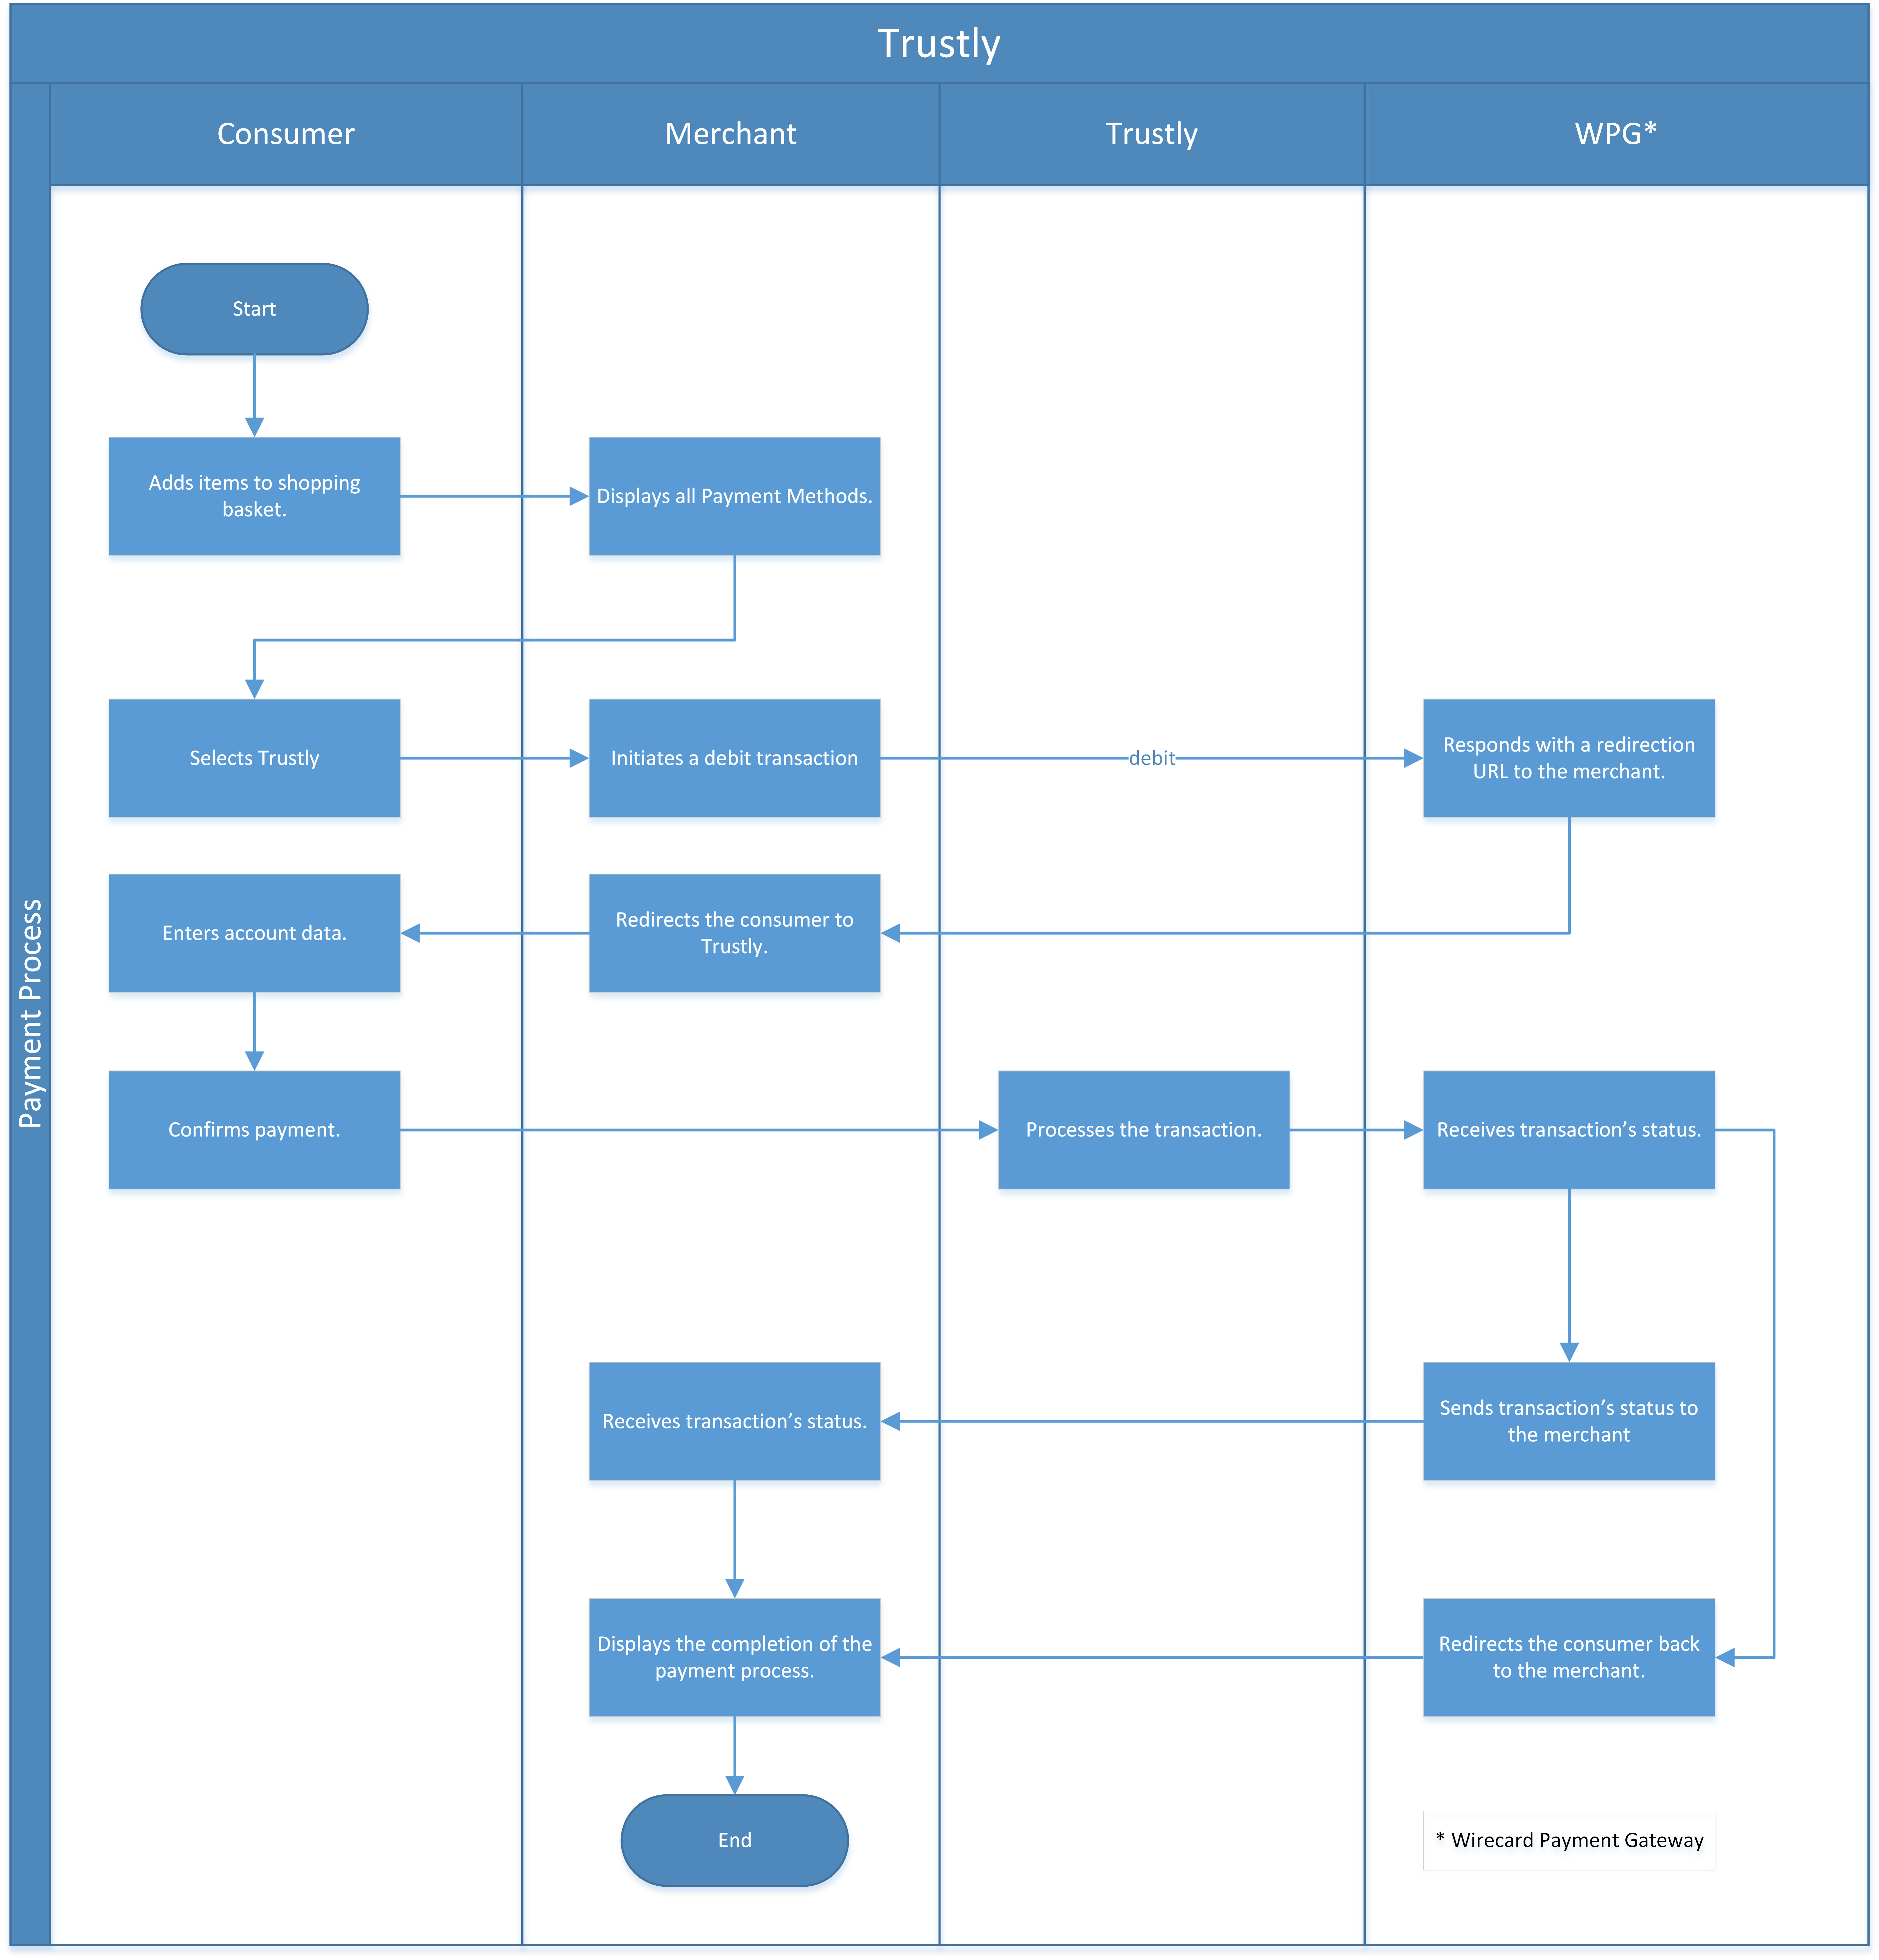 Trustly
Payment Process
Consumer
Merchant
Trustly
WPG*
Start
Adds items to shopping
basket.
Displays all Payment Methods.
Selects Trustly
Initiates a debit transaction
debit
Responds with a redirection
URL to the merchant.
Enters account data.
Redirects the consumer to
Trustly.
Confirms payment.
Processes the transaction.
Receives transaction’s status.
Receives transaction’s status.
Sends transaction’s status to
the merchant
Displays the completion of the
payment process.
Redirects the consumer back
to the merchant.
End
* Wirecard Payment Gateway